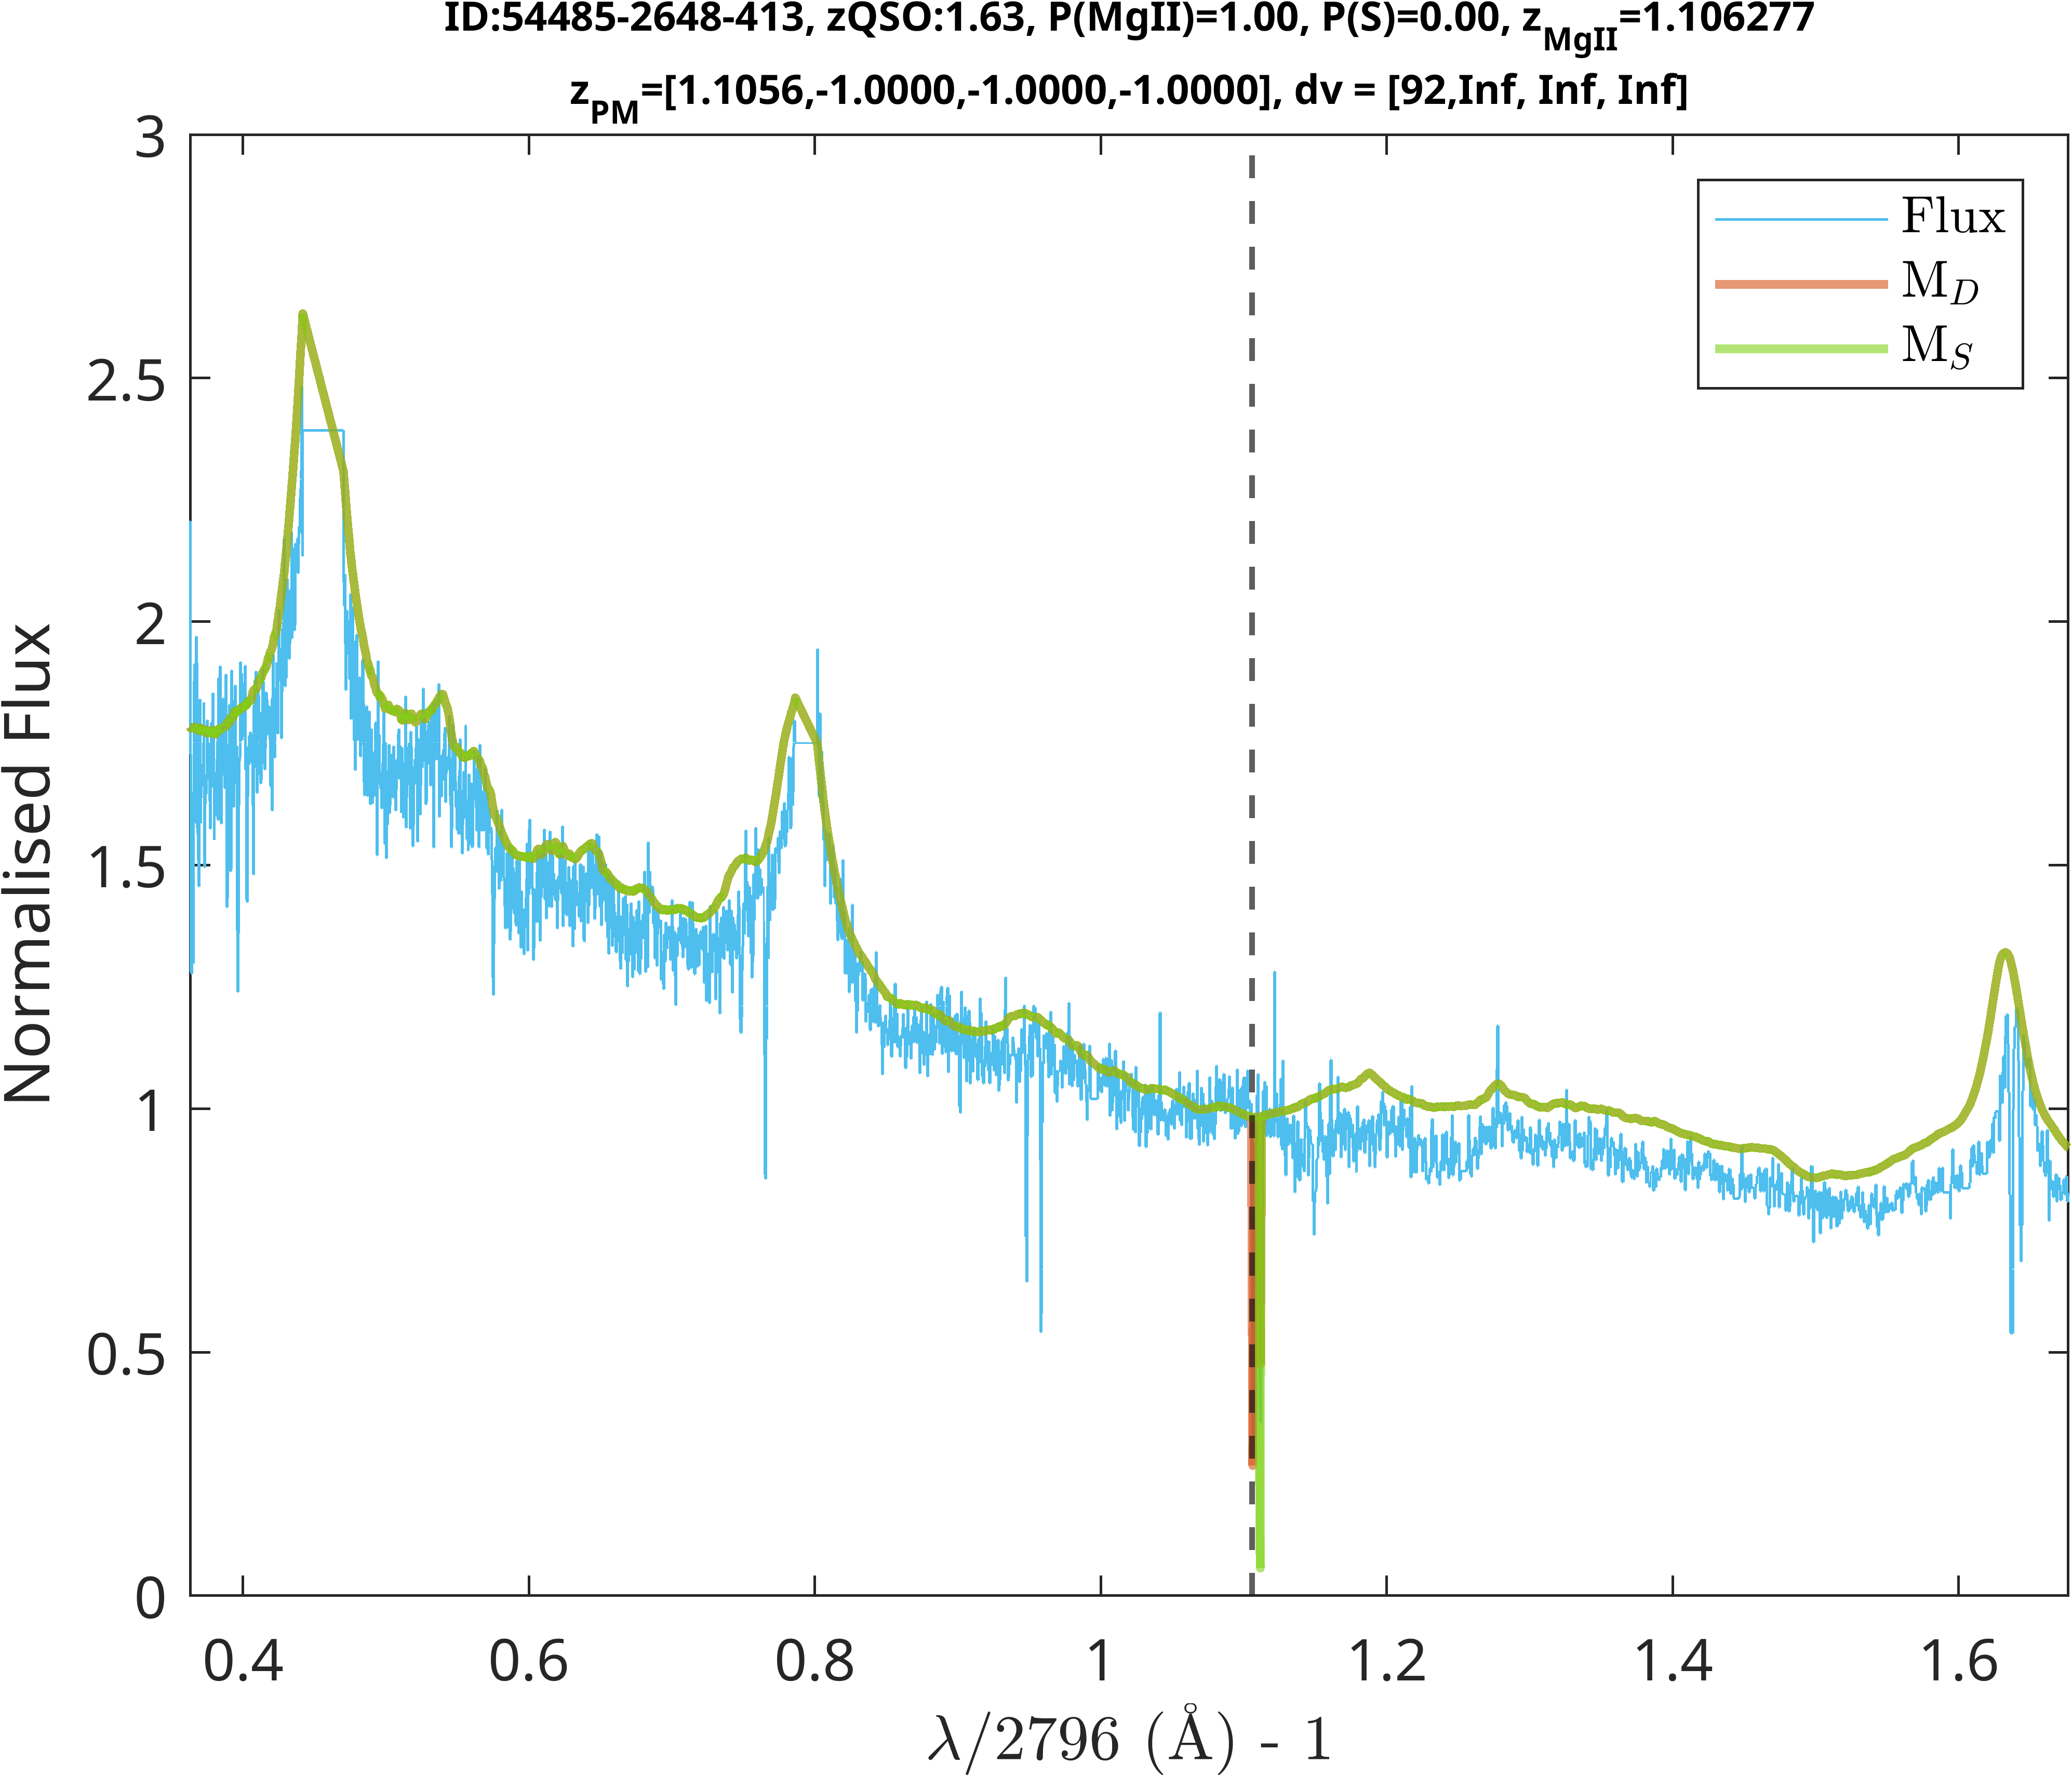 ID:54485-2648-413, zQSO:1.63, P(MgII)=1.00, P(S)=0.00, zMgII=1.106277
zPM=[1.1056,-1.0000,-1.0000,-1.0000], dv = [92,Inf, Inf, Inf]
3
2.5
2
1.5
1
0.5
0
Normalised Flux
Flux
MD
MS
0.4 0.6 0.8 1 1.2 1.4 1.6
λ/2796 (Å) - 1